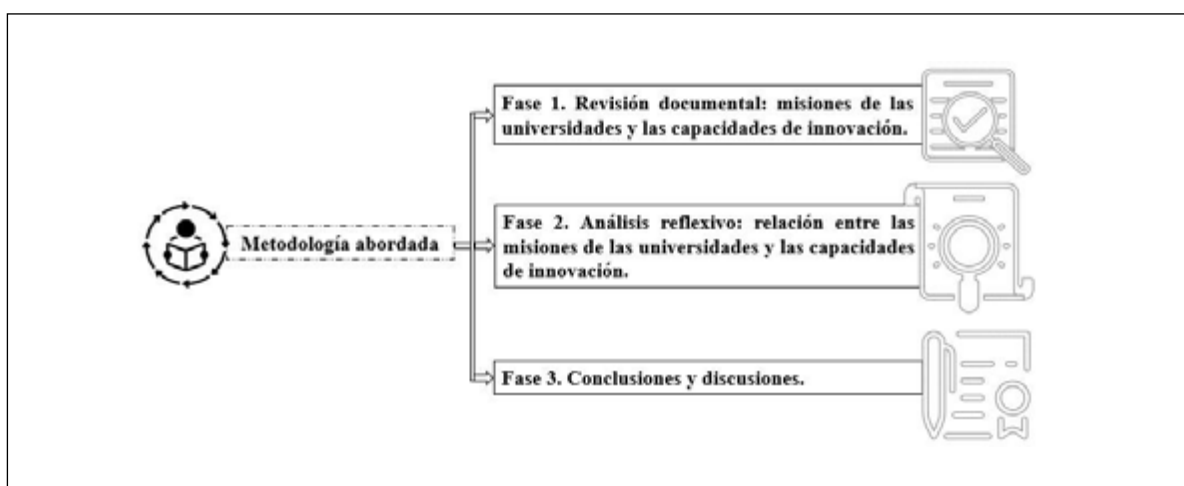 Fase 1. Revisión documental: misiones de las
universidades y las capacidades de innovación.
Metodología abordada
Fase 2. Análisis reflexivo: relación entre las
misiones de las universidades y las capacidades
de innovación.
Fase 3. Conclusiones y discusiones.